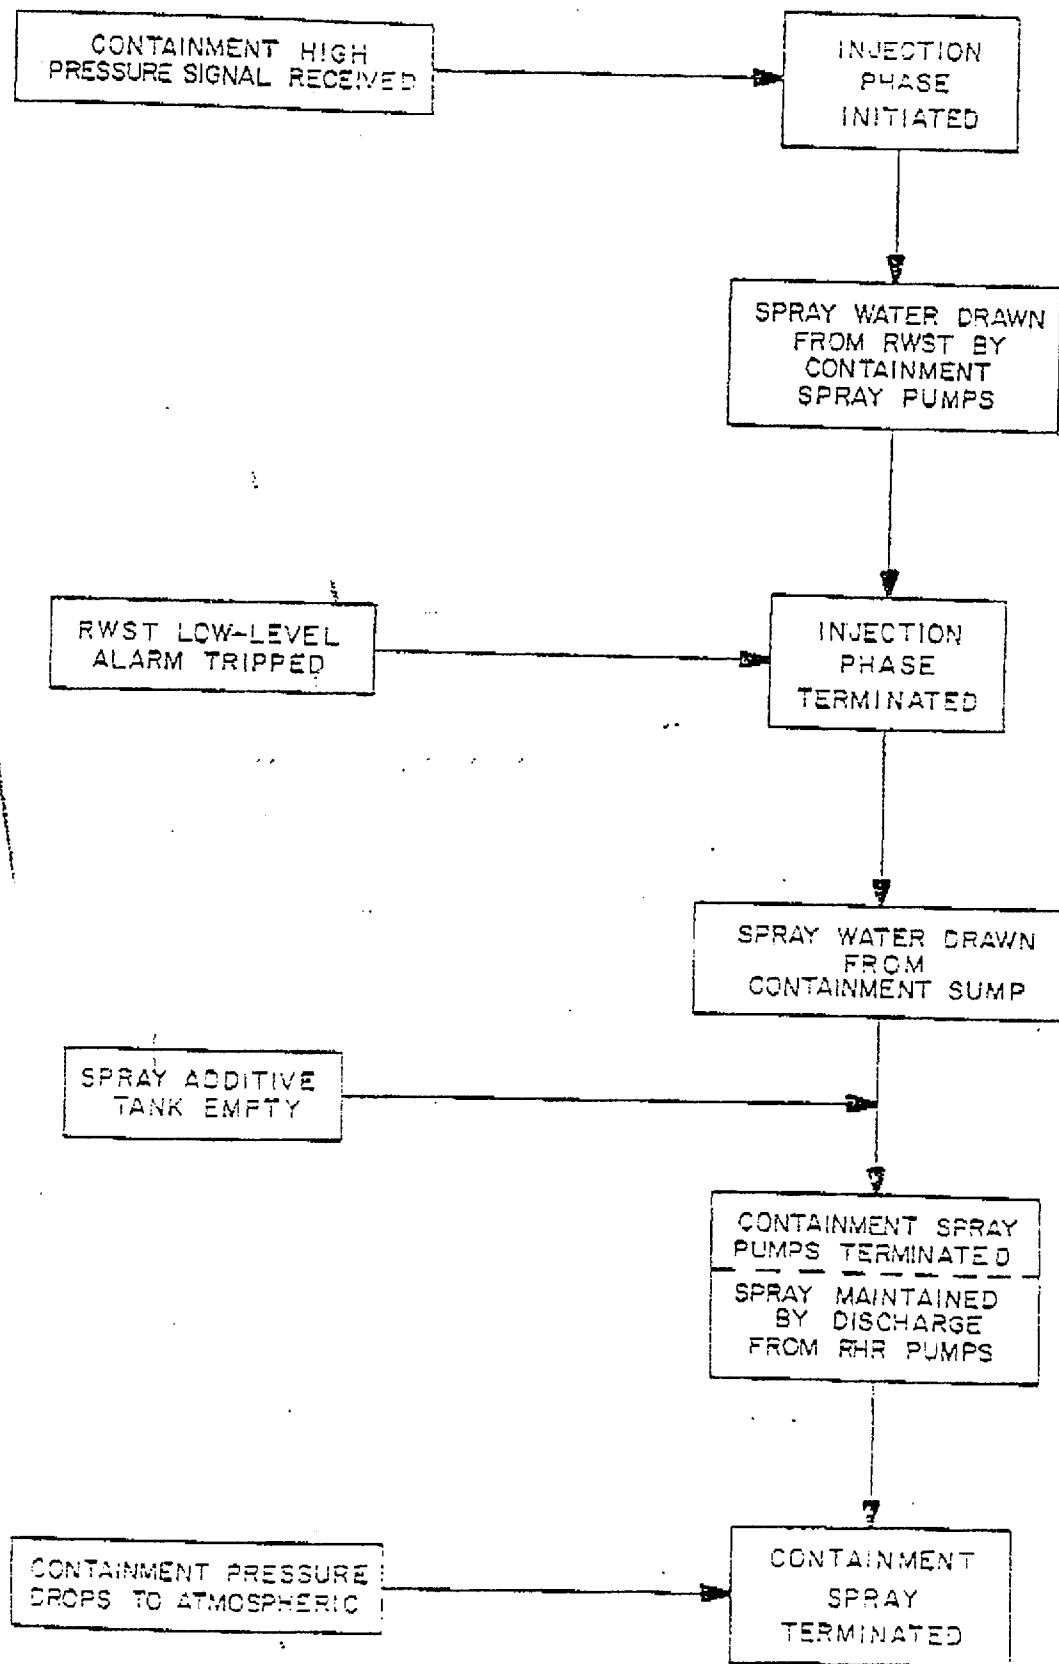 CONTAINMENT HIGH
PRESSURE SIGNAL RECEIVED
INJECTION
PHASE
INITIATED
SPRAY WATER DRAWN
FROM RWST BY
CONTAINMENT
SPRAY PUMPS
RWST LOW-LEVEL
ALARM TRIPPED
INJECTION
PHASE
TERMINATED
SPRAY WATER DRAWN
FROM
CONTAINMENT SUMP
SPRAY ADDITIVE
TANK EMPTY
CONTAINMENT SPRAY
PUMPS TERMINATED
SPRAY MAINTAINED
BY DISCHARGE
FROM RHR PUMPS
CONTAINMENT PRESSURE
DROPS TO ATMOSPHERIC
CONTAINMENT
SPRAY
TERMINATED